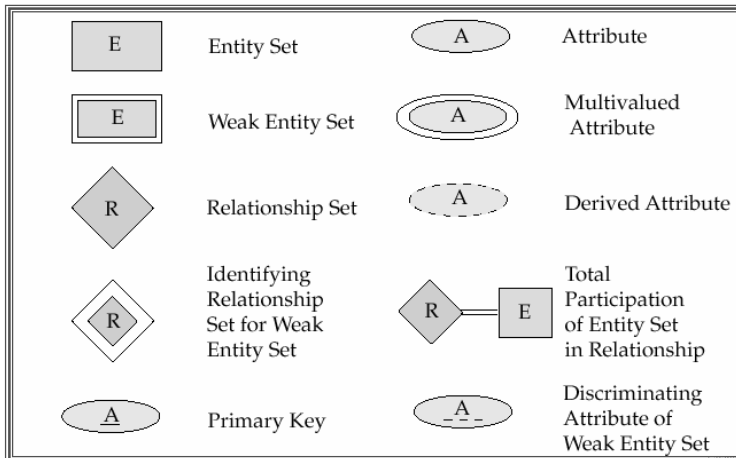 E
Entity Set
A
Attribute
E
Weak Entity Set
A
Multivalued
Attribute
R
Relationship Set
A
Derived Attribute
R
Identifying
Relationship
Set for Weak
Entity Set
R
E
Total
Participation
of Entity Set
in Relationship
A
Primary Key
A
Discriminating
Attribute of
Weak Entity Set